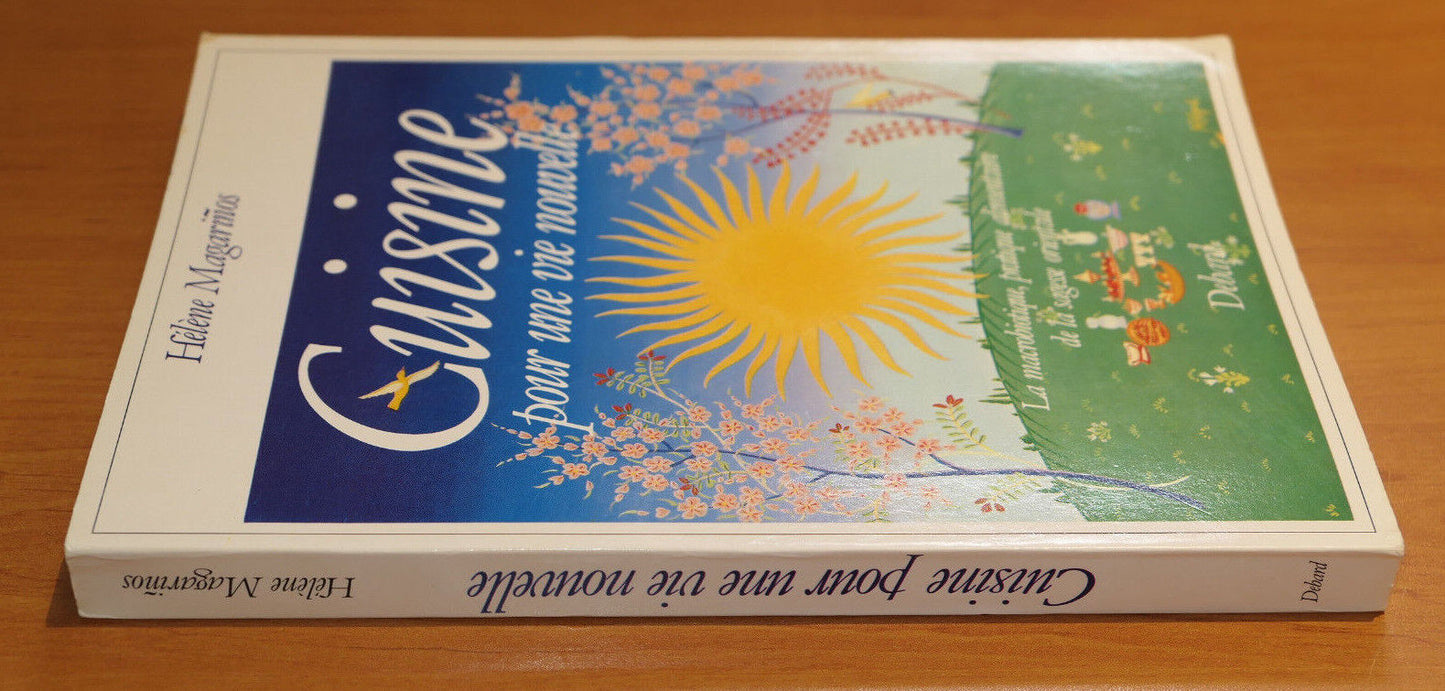 Hélène Magariños
Cuisine
pour une vie nouvelle
La macrobiotique, pratique alimentaire
de la sagesse originelle
Debard
Hélène Magariños
Cuisine pour une vie nouvelle
Debard